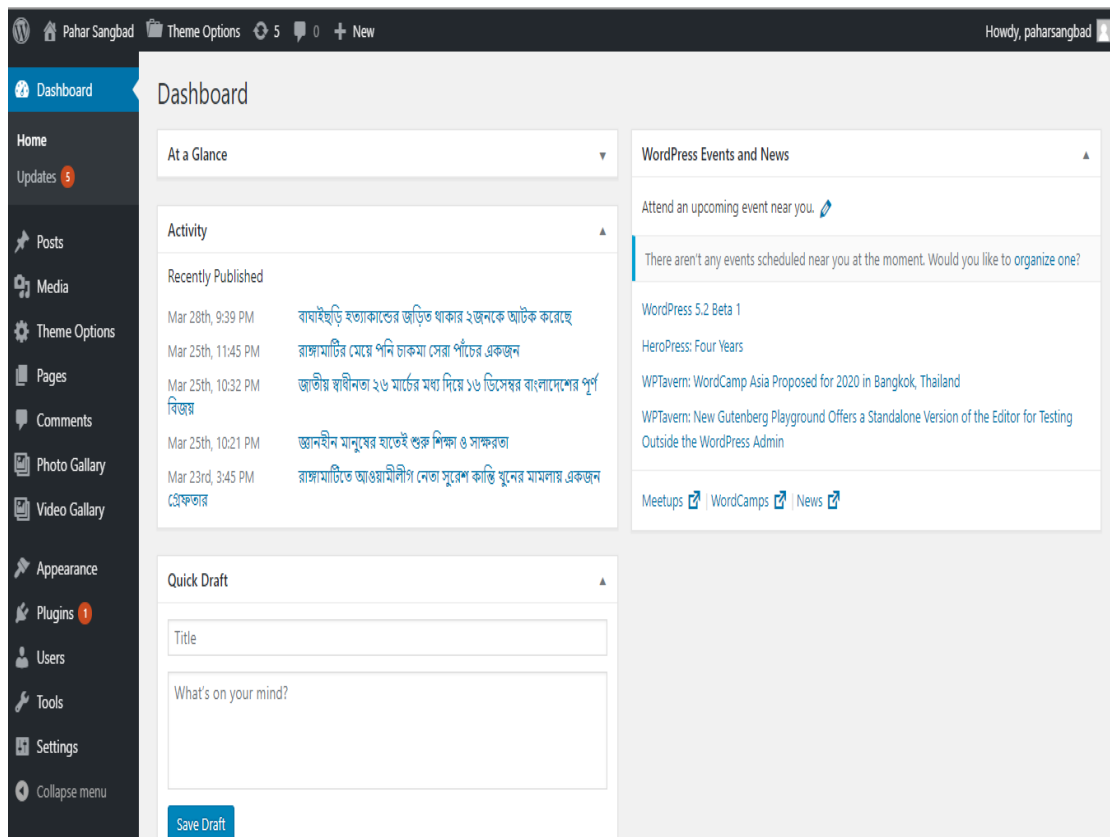 Pahar Sangbad Theme Options 5 0 + New Howdy, paharsangbad
Dashboard
Home
Updates 5
Posts
Media
Theme Options
Pages
Comments
Photo Gallary
Video Gallary
Appearance
Plugins 1
Users
Tools
Settings
Collapse menu
Dashboard
At a Glance
Activity
Recently Published
Mar 28th, 9:39 PM বাঘাইছড়ি হত্যাকান্ডের জড়িত থাকার ২জনকে আটক করেছে
Mar 25th, 11:45 PM রাঙ্গামাটির মেয়ে পনি চাকমা সেরা পাঁচের একজন
Mar 25th, 10:32 PM জাতীয় স্বাধীনতা ২৬ মার্চের মধ্য দিয়ে ১৬ ডিসেম্বর বাংলাদেশের পূর্ণ
বিজয়
Mar 25th, 10:21 PM জ্ঞানহীন মানুষের হাতেই শুরু শিক্ষা ও সাক্ষরতা
Mar 23rd, 3:45 PM রাঙ্গামাটিতে আওয়ামীলীগ নেতা সুরেশ কান্তি খুনের মামলায় একজন
গ্রেফতার
Quick Draft
Title
What's on your mind?
Save Draft
WordPress Events and News
Attend an upcoming event near you.
There aren't any events scheduled near you at the moment. Would you like to organize one?
WordPress 5.2 Beta 1
HeroPress: Four Years
WPTavern: WordCamp Asia Proposed for 2020 in Bangkok, Thailand
WPTavern: New Gutenberg Playground Offers a Standalone Version of the Editor for Testing
Outside the WordPress Admin
Meetups | WordCamps | News